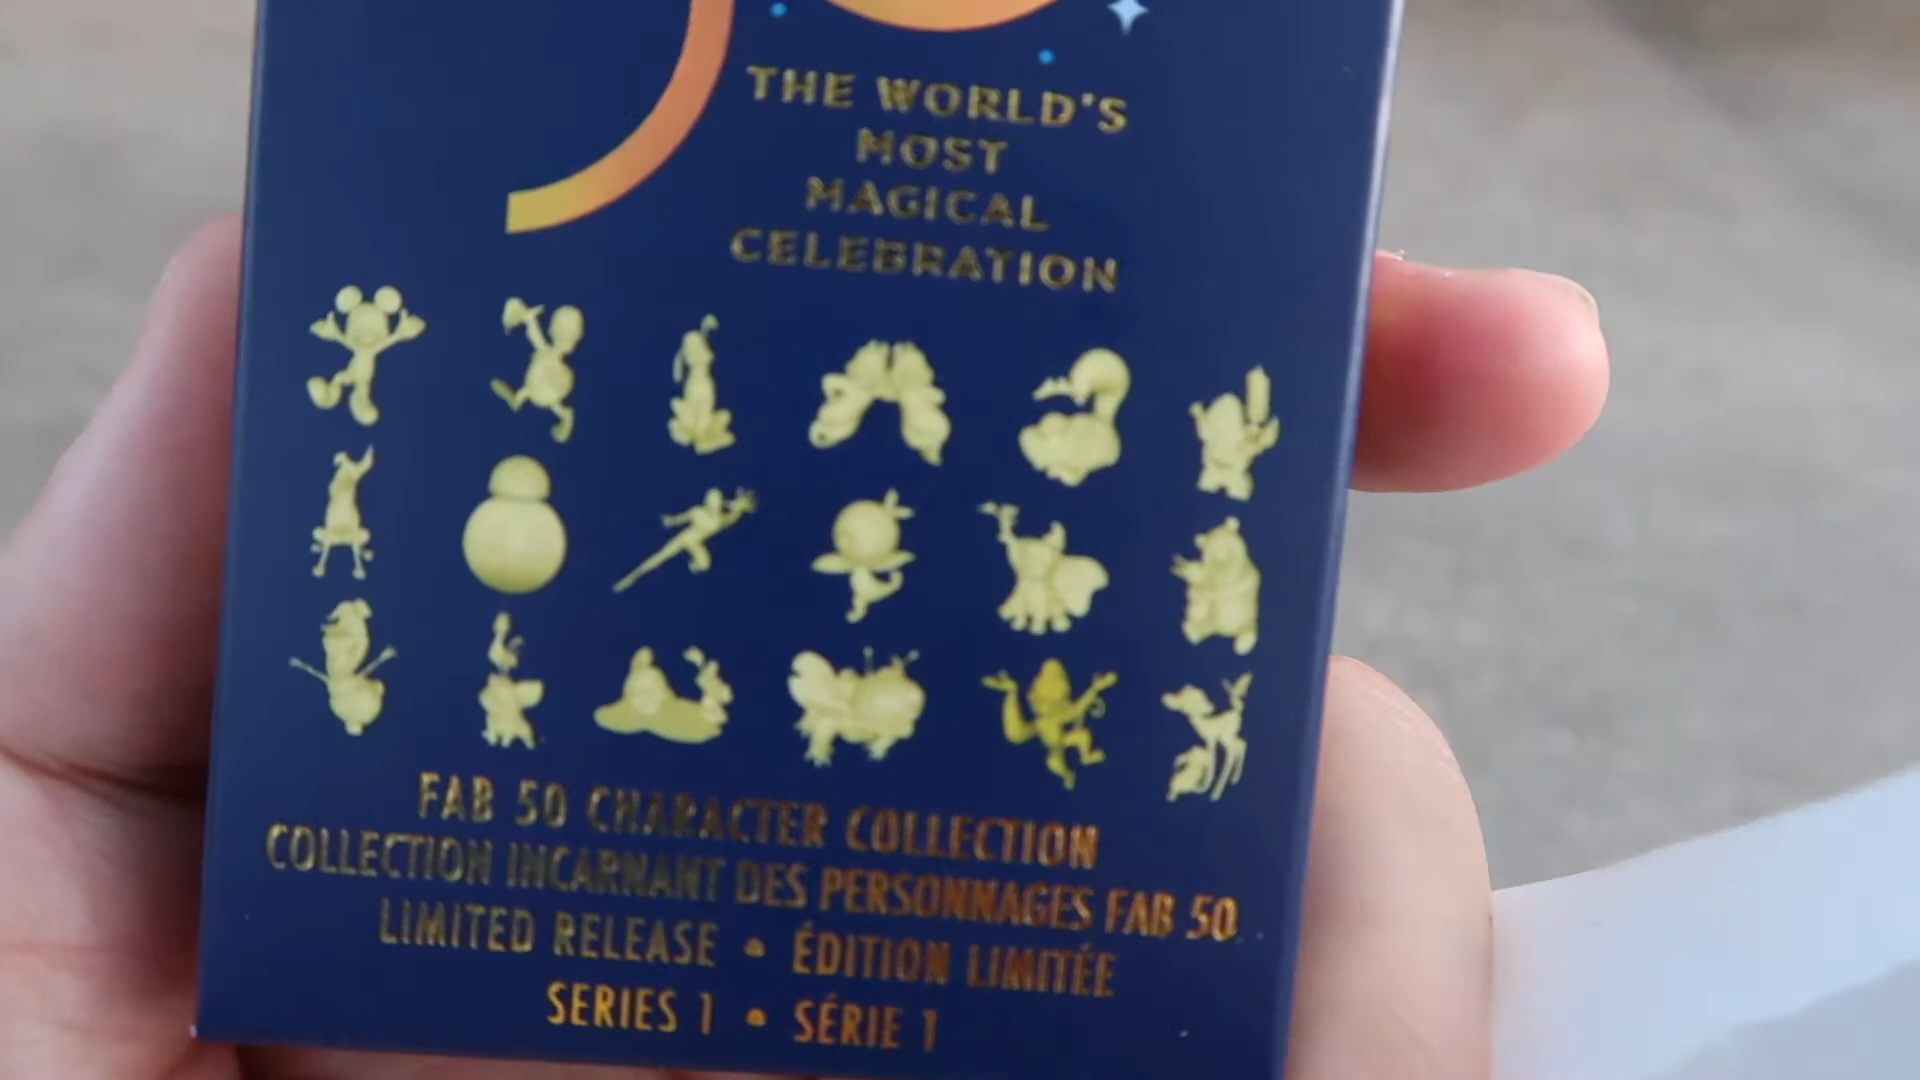 THE WORLD'S
MOST
MAGICAL
CELEBRATION
FAB 50 CHARACTER COLLECTION
COLLECTION INCARNANT DES PERSONNAGES FAB 50
LIMITED RELEASE • ÉDITION LIMITÉE
SERIES 1 • SÉRIE 1